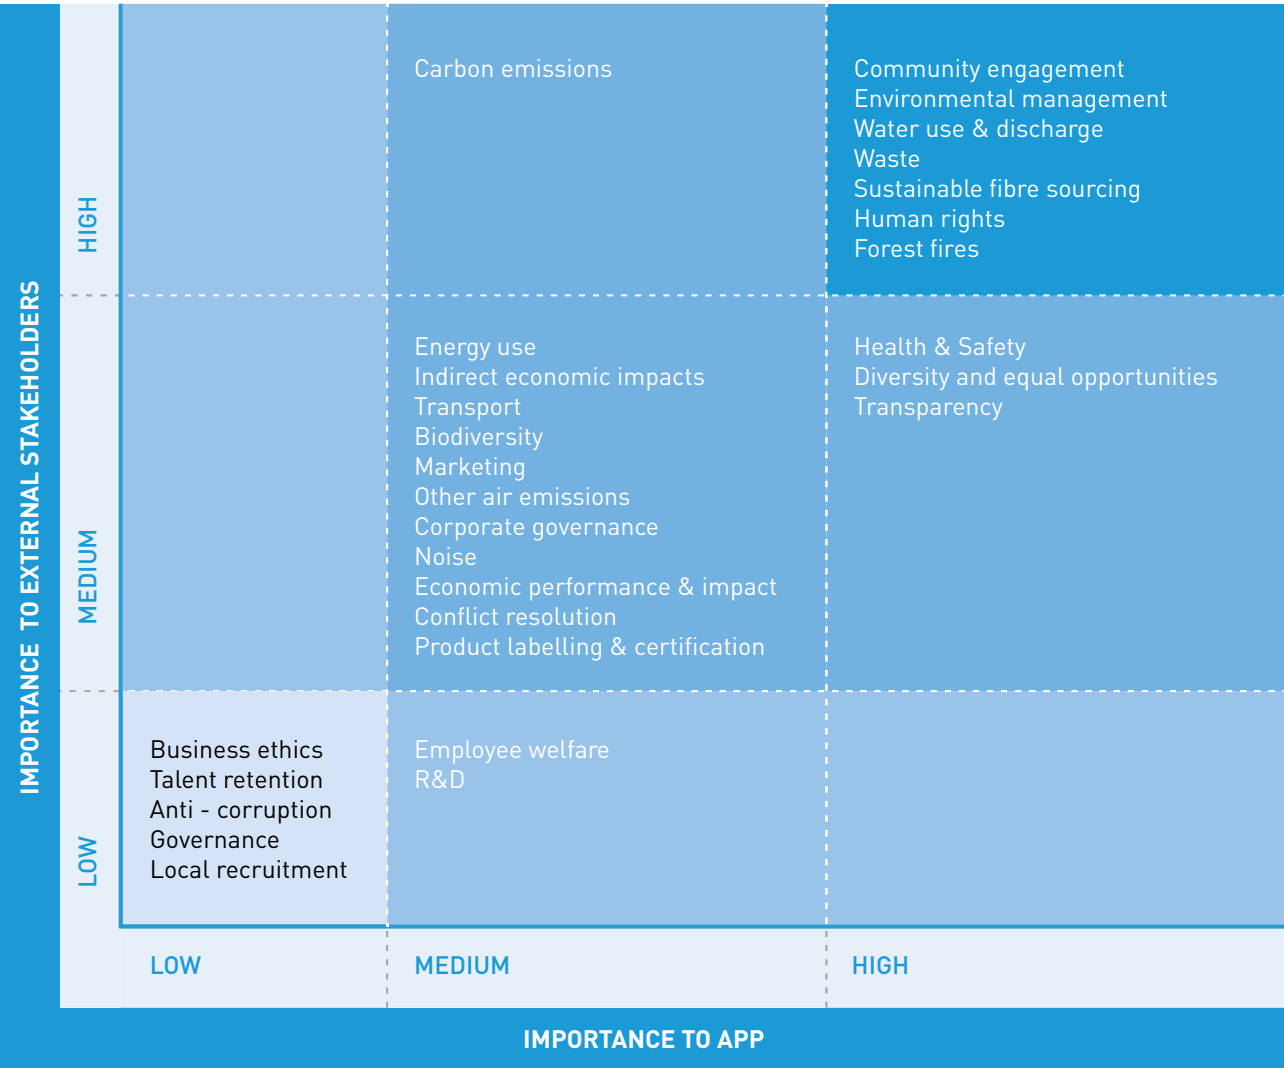 IMPORTANCE TO EXTERNAL STAKEHOLDERS
HIGH
Carbon emissions
Community engagement
Environmental management
Water use & discharge
Waste
Sustainable fibre sourcing
Human rights
Forest fires
MEDIUM
Energy use
Indirect economic impacts
Transport
Biodiversity
Marketing
Other air emissions
Corporate governance
Noise
Economic performance & impact
Conflict resolution
Product labelling & certification
Health & Safety
Diversity and equal opportunities
Transparency
LOW
Business ethics
Talent retention
Anti - corruption
Governance
Local recruitment
Employee welfare
R&D
LOW
MEDIUM
HIGH
IMPORTANCE TO APP